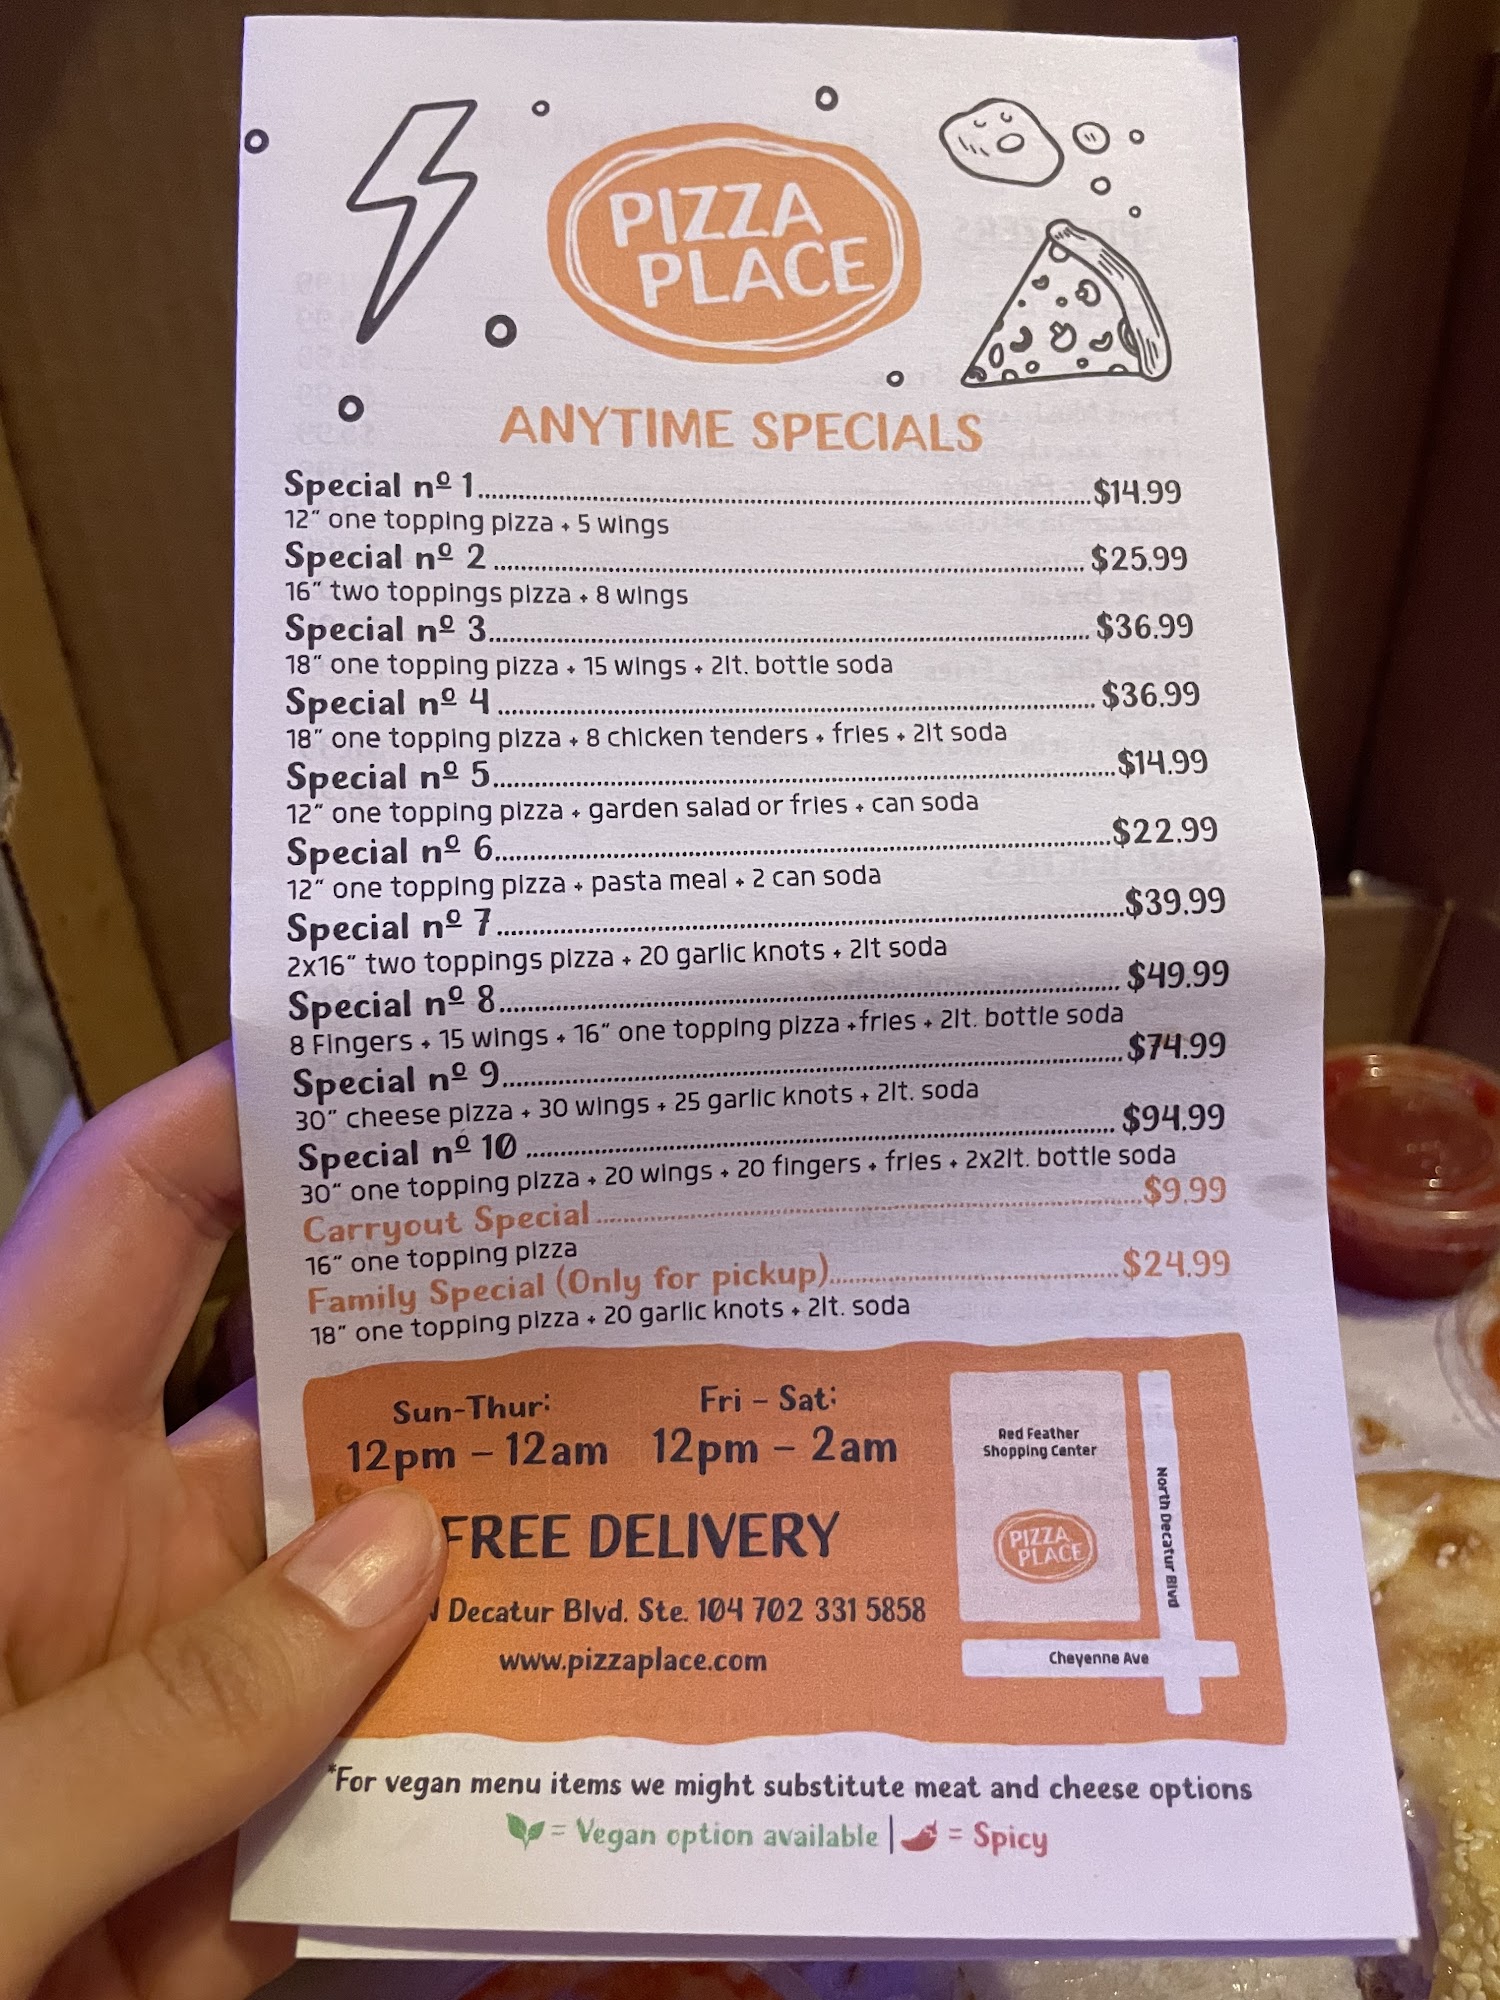 PIZZA
PLACE
ANYTIME SPECIALS
Special nº 1 $14.99
12" one topping pizza + 5 wings
Special nº 2 $25.99
16" two toppings pizza + 8 wings
Special nº 3 $36.99
18" one topping pizza + 15 wings + 2lt. bottle soda
Special nº 4 $36.99
18" one topping pizza + 8 chicken tenders + fries + 2lt soda
Special nº 5 $14.99
12" one topping pizza + garden salad or fries + can soda
Special nº 6 $22.99
12" one topping pizza + pasta meal + 2 can soda
Special nº 7 $39.99
2x16" two toppings pizza + 20 garlic knots + 2lt soda
Special nº 8 $49.99
8 Fingers + 15 wings + 16" one topping pizza +fries + 2lt. bottle soda
Special nº 9 $74.99
30" cheese pizza + 30 wings + 25 garlic knots + 2lt. soda
Special nº 10 $94.99
30" one topping pizza + 20 wings + 20 fingers + fries + 2x2lt. bottle soda
Carryout Special $9.99
16" one topping pizza
Family Special (Only for pickup) $24.99
18" one topping pizza + 20 garlic knots + 2lt. soda
Sun-Thur: Fri - Sat:
12pm - 12am 12pm - 2am
FREE DELIVERY
Decatur Blvd. Ste. 104 702 331 5858
www.pizzaplace.com
Red Feather
Shopping Center
PIZZA
PLACE
North Decatur Blvd
Cheyenne Ave
*For vegan menu items we might substitute meat and cheese options
= Vegan option available | = Spicy